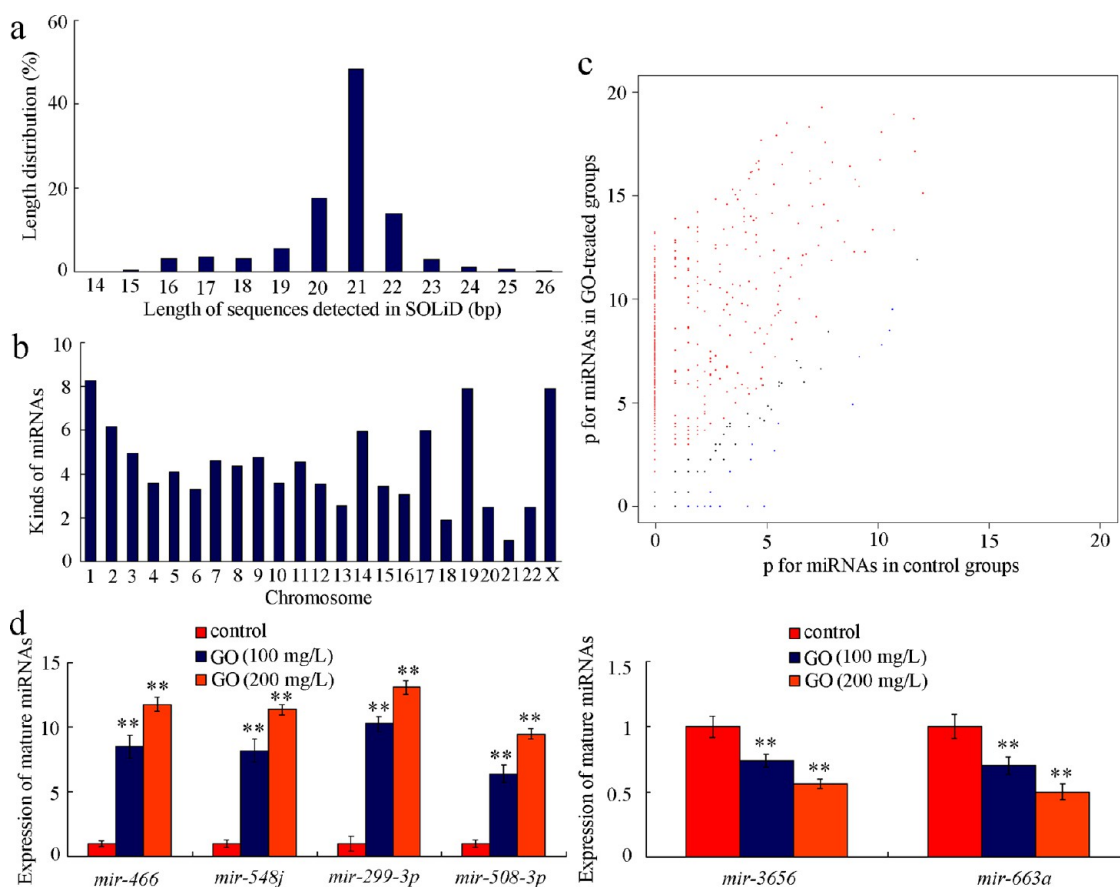 a
Length distribution (%)
60
40
20
0
14 15 16 17 18 19 20 21 22 23 24 25 26
Length of sequences detected in SOLiD (bp)
b
Kinds of miRNAs
10
8
6
4
2
0
1 2 3 4 5 6 7 8 9 10 11 12 13 14 15 16 17 18 19 20 21 22 X
Chromosome
c
p for miRNAs in GO-treated groups
20
15
10
5
0
0 5 10 15 20
p for miRNAs in control groups
d
Expression of mature miRNAs
control
GO (100 mg/L)
GO (200 mg/L)
15
10
5
0
** ** ** ** ** ** ** **
mir-466 mir-548j mir-299-3p mir-508-3p
Expression of mature miRNAs
control
GO (100 mg/L)
GO (200 mg/L)
1.5
1
0.5
0
** ** ** **
mir-3656 mir-663a